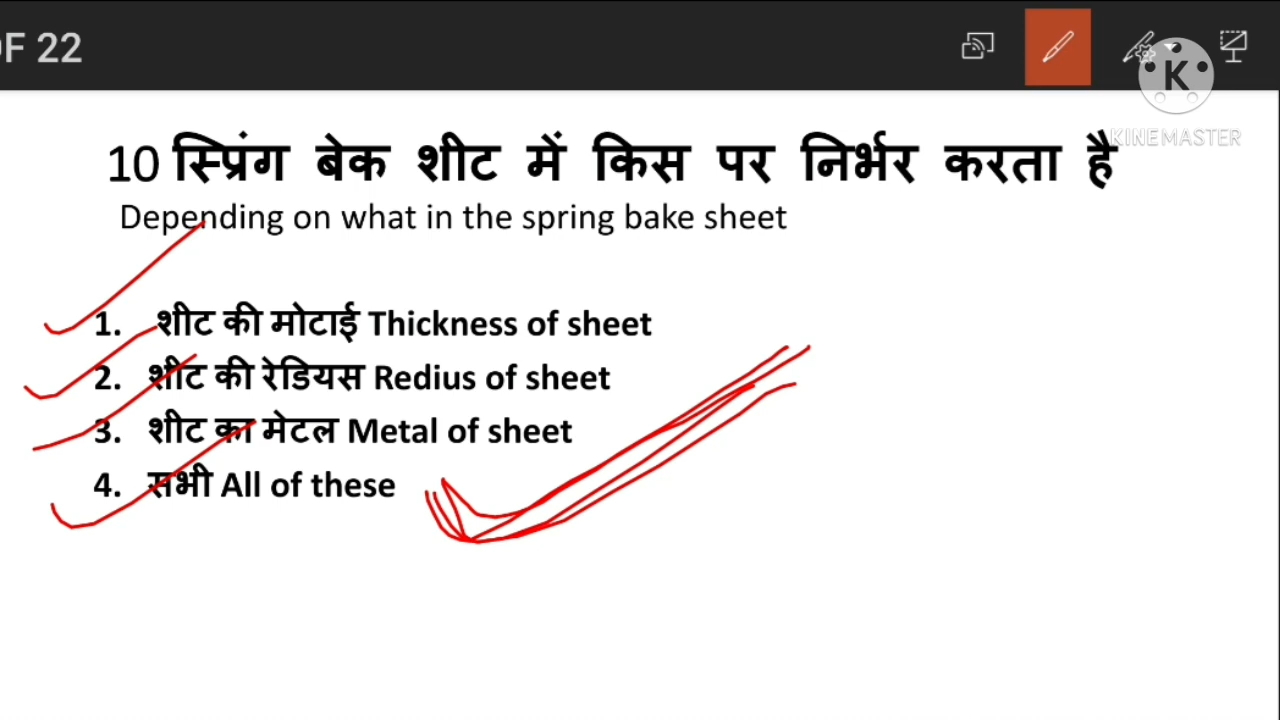 OF 22
K
KINEMASTER
10 स्प्रिंग बेक शीट में किस पर निर्भर करता है
Depending on what in the spring bake sheet
1. शीट की मोटाई Thickness of sheet
2. शीट की रेडियस Redius of sheet
3. शीट का मेटल Metal of sheet
4. सभी All of these